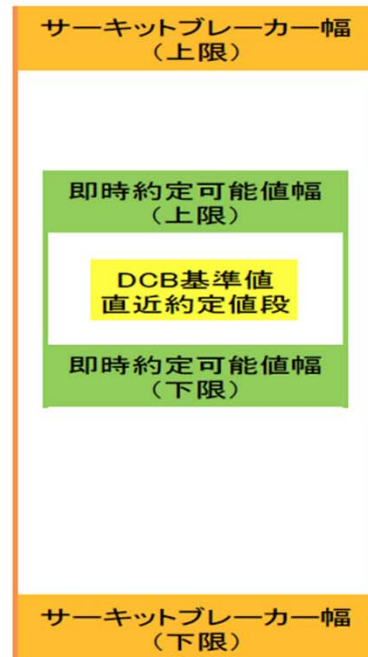 サーキットブレーカー幅
（上限）
即時約定可能値幅
（上限）
DCB基準値
直近約定値段
即時約定可能値幅
（下限）
サーキットブレーカー幅
（下限）